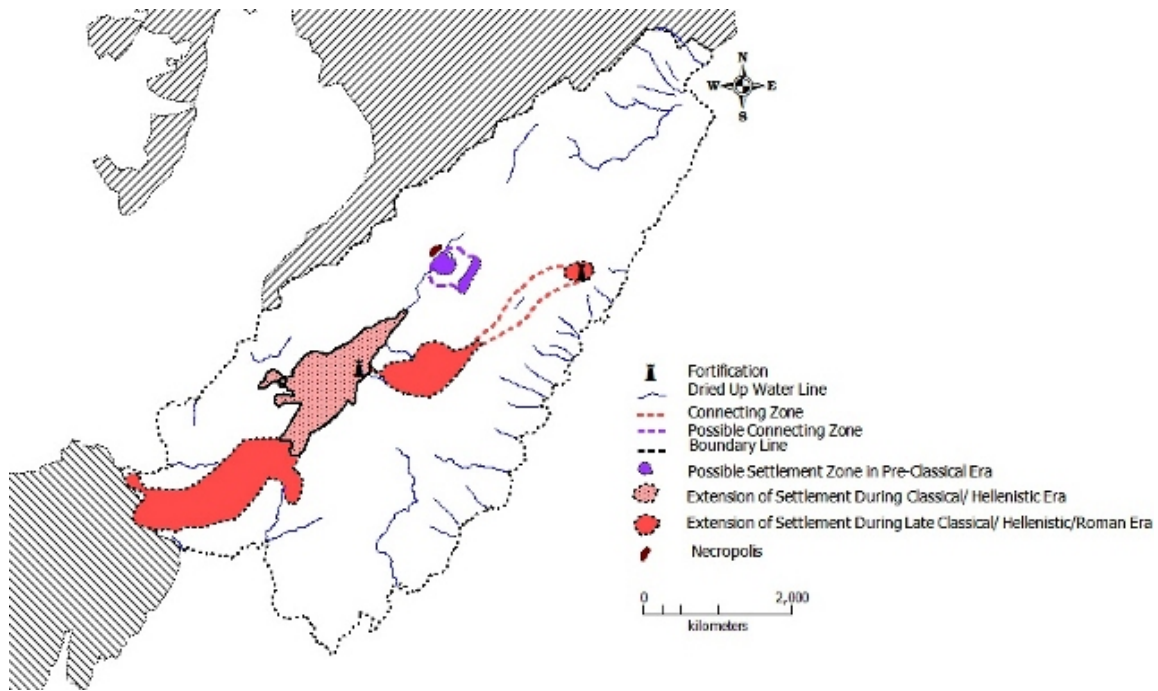 N
W E
S
Fortification
Dried Up Water Line
Connecting Zone
Possible Connecting Zone
Boundary Line
Possible Settlement Zone in Pre-Classical Era
Extension of Settlement During Classical/ Hellenistic Era
Extension of Settlement During Late Classical/ Hellenistic/Roman Era
Necropolis
0 2,000
kilometers